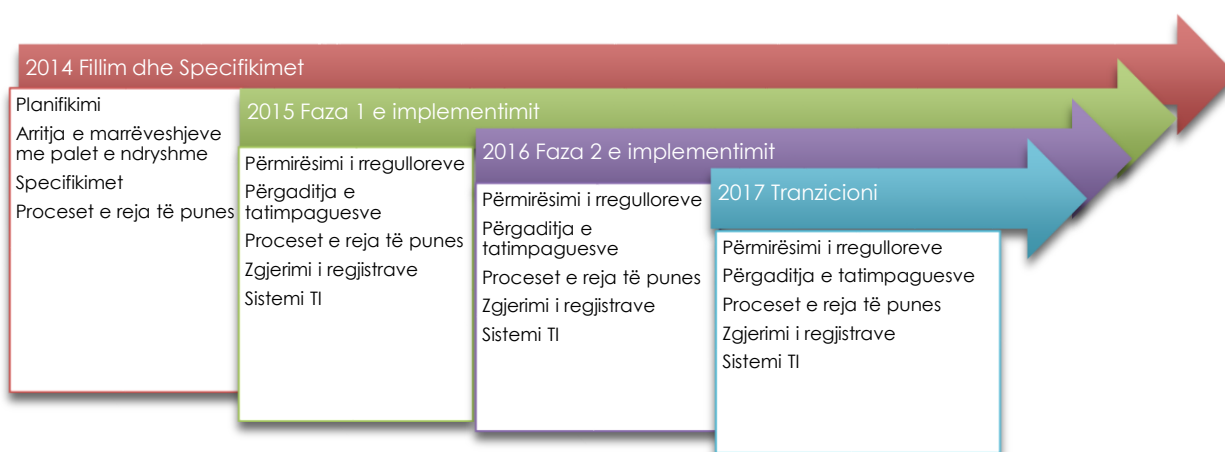 2014 Fillim dhe Specifikimet
Planifikimi
Arritja e marrëveshjeve
me palet e ndryshme
Specifikimet
Proceset e reja të punes
2015 Faza 1 e implementimit
Përmirësimi i rregulloreve
Përgaditja e
tatimpaguesve
Proceset e reja të punes
Zgjerimi i regjistrave
Sistemi TI
2016 Faza 2 e implementimit
Përmirësimi i rregulloreve
Përgaditja e
tatimpaguesve
Proceset e reja të punes
Zgjerimi i regjistrave
Sistemi TI
2017 Tranzicioni
Përmirësimi i rregulloreve
Përgaditja e tatimpaguesve
Proceset e reja të punes
Zgjerimi i regjistrave
Sistemi TI